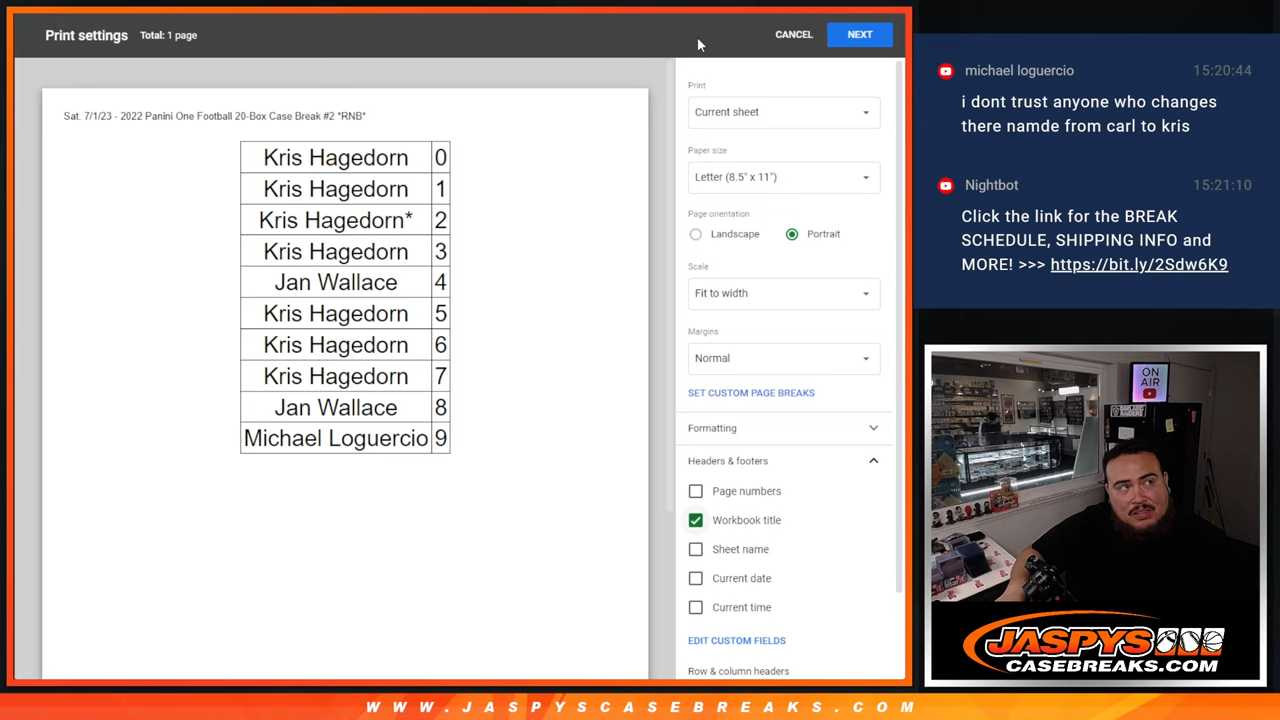 Print settings Total: 1 page
CANCEL NEXT
Sat. 7/1/23 - 2022 Panini One Football 20-Box Case Break #2 *RNB*
Kris Hagedorn 0
Kris Hagedorn 1
Kris Hagedorn* 2
Kris Hagedorn 3
Jan Wallace 4
Kris Hagedorn 5
Kris Hagedorn 6
Kris Hagedorn 7
Jan Wallace 8
Michael Loguercio 9
Print
Current sheet
Paper size
Letter (8.5" x 11")
Page orientation
Landscape Portrait
Scale
Fit to width
Margins
Normal
SET CUSTOM PAGE BREAKS
Formatting
Headers & footers
Page numbers
Workbook title
Sheet name
Current date
Current time
EDIT CUSTOM FIELDS
Row & column headers
michael loguercio 15:20:44
i dont trust anyone who changes
there namde from carl to kris
Nightbot 15:21:10
Click the link for the BREAK
SCHEDULE, SHIPPING INFO and
MORE! >>> https://bit.ly/2Sdw6K9
ON
AIR
JASPYS
CASEBREAKS.COM
WWW.JASPYSCASEBREAKS.COM